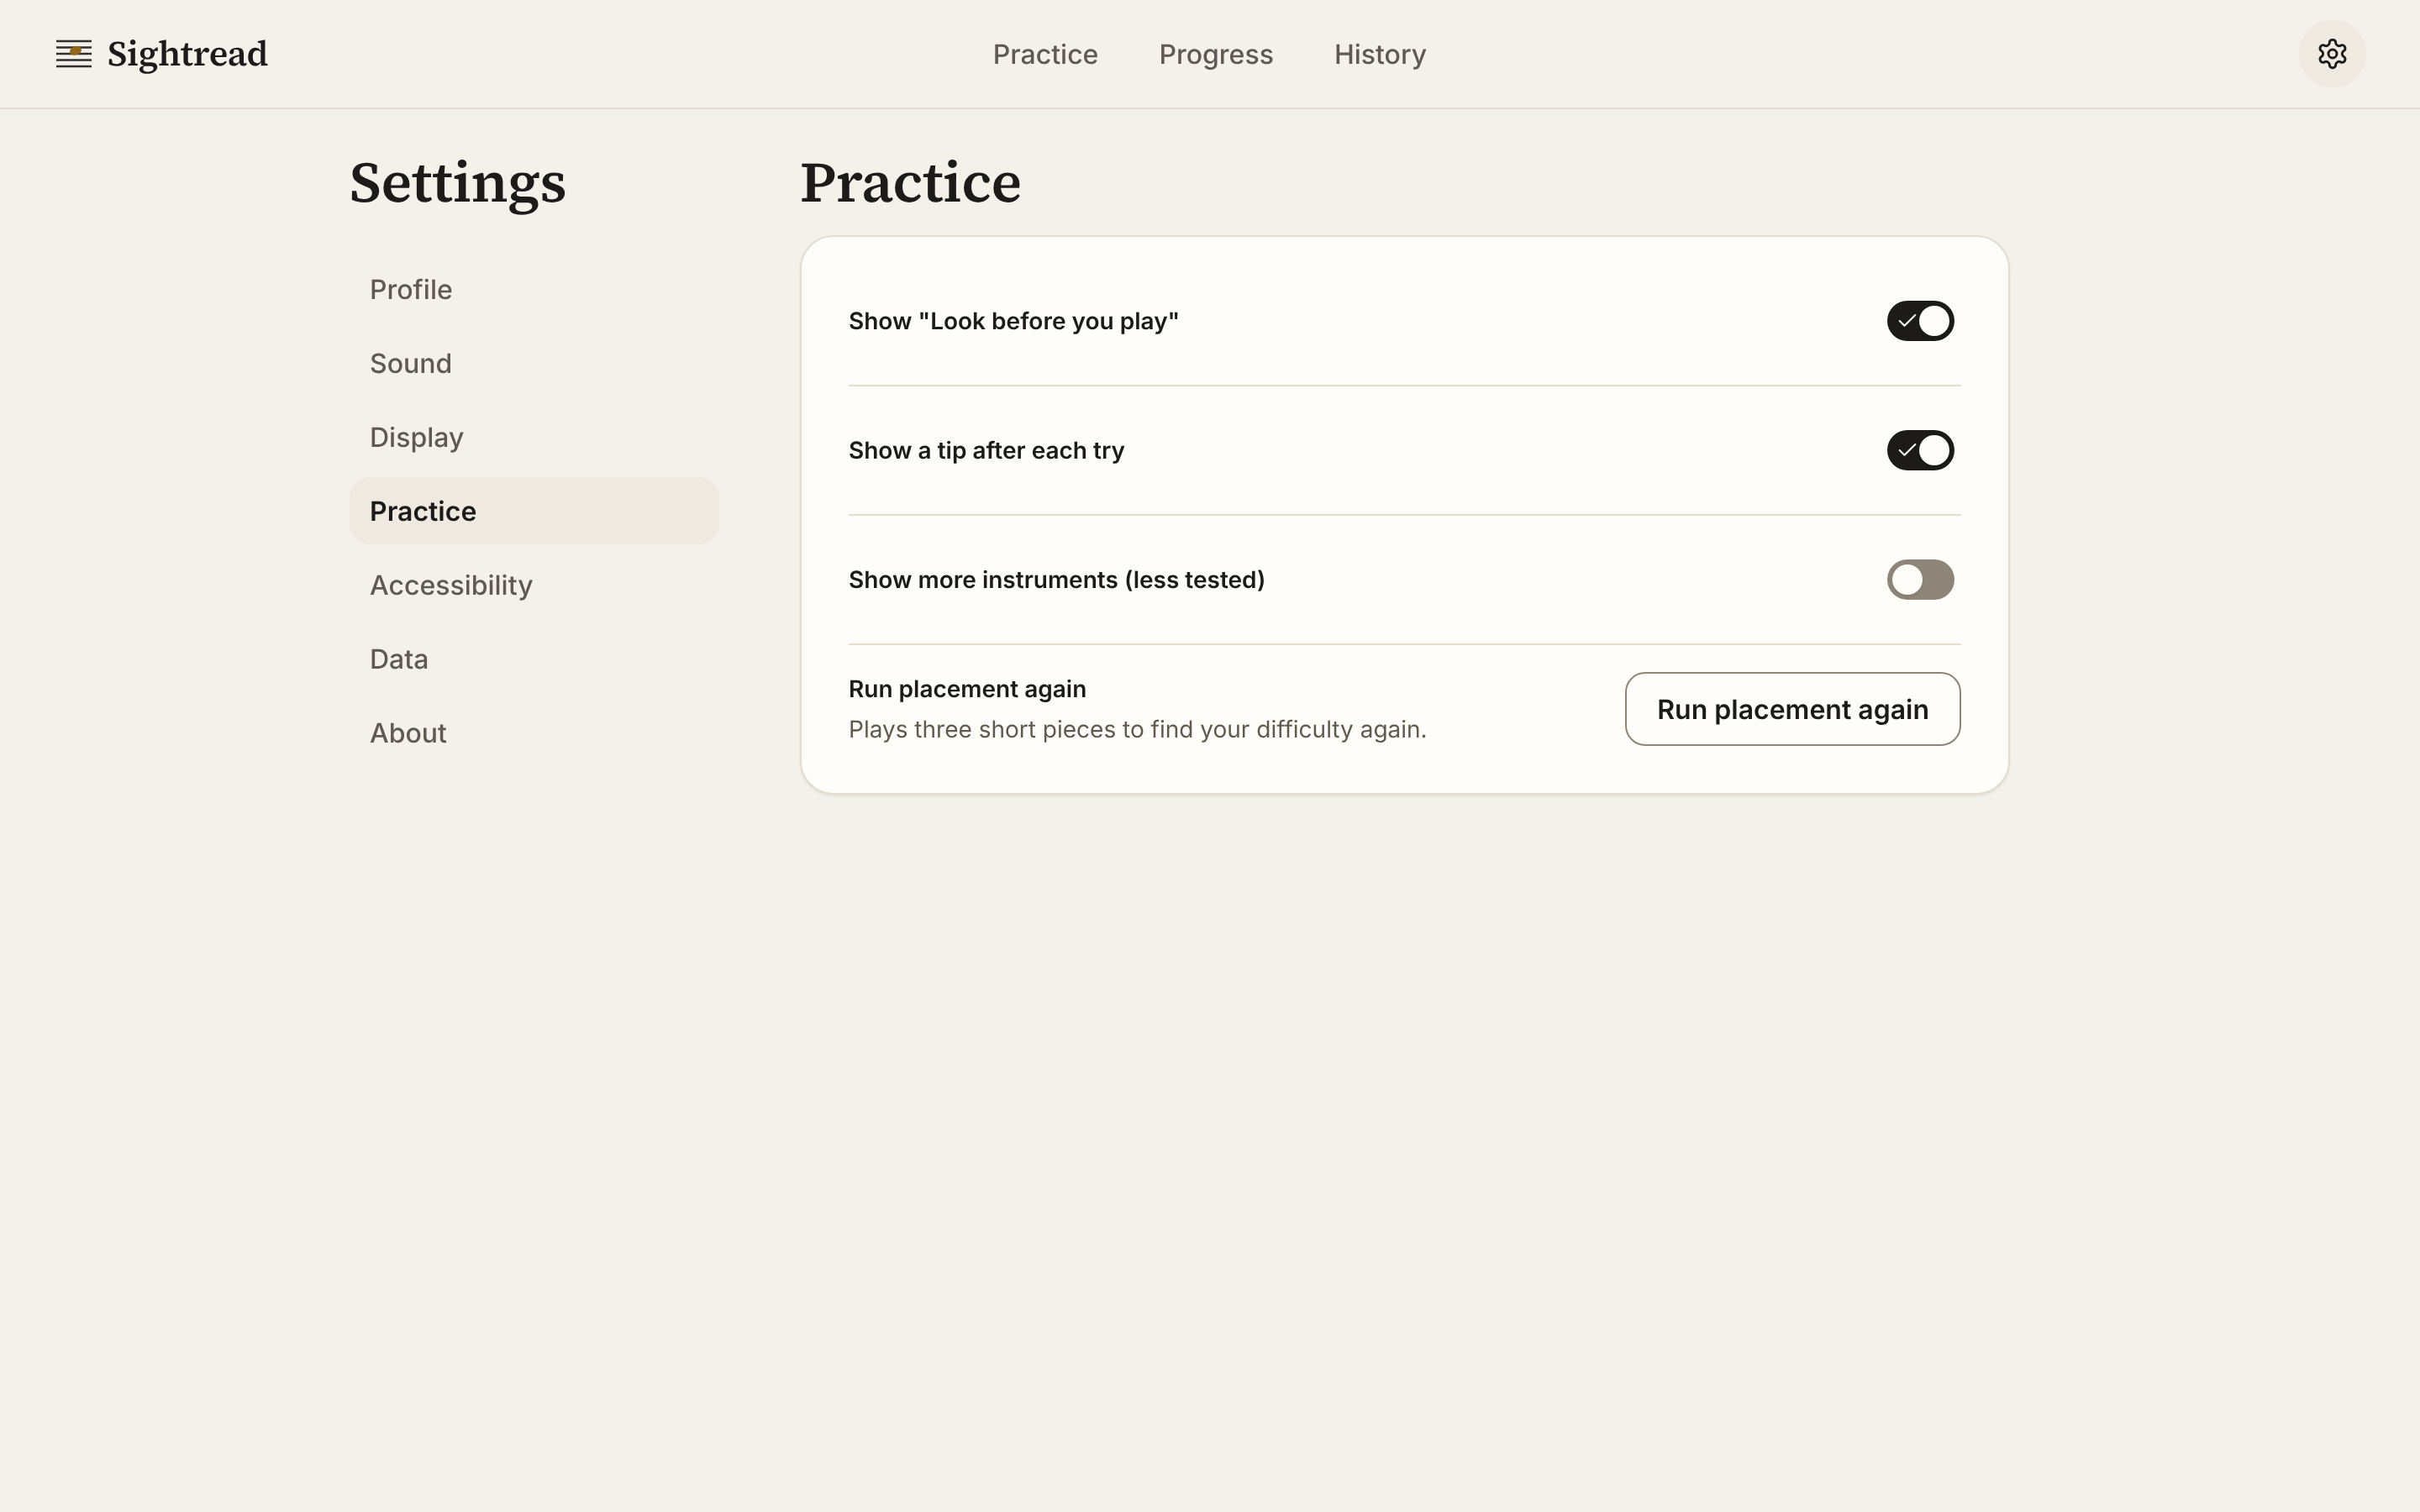 Sightread
Practice
Progress
History
Settings
Profile
Sound
Display
Practice
Accessibility
Data
About
Practice
Show "Look before you play"
Show a tip after each try
Show more instruments (less tested)
Run placement again
Plays three short pieces to find your difficulty again.
Run placement again